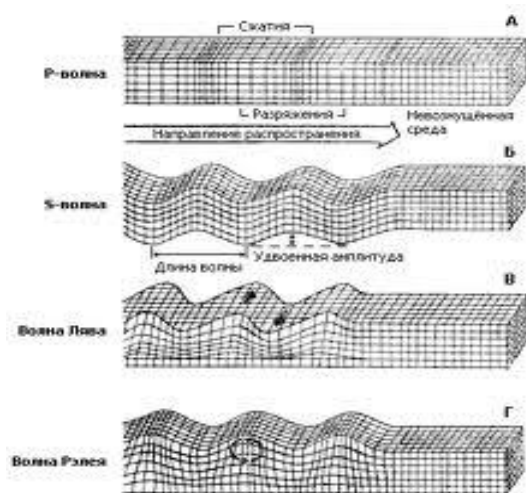 А
Сжатия
Р-волна
Разряжения
Невозмущённая
среда
Направление распространения
Б
S-волна
Длина волны
Удвоенная амплитуда
В
Волна Лява
Г
Волна Рэлея